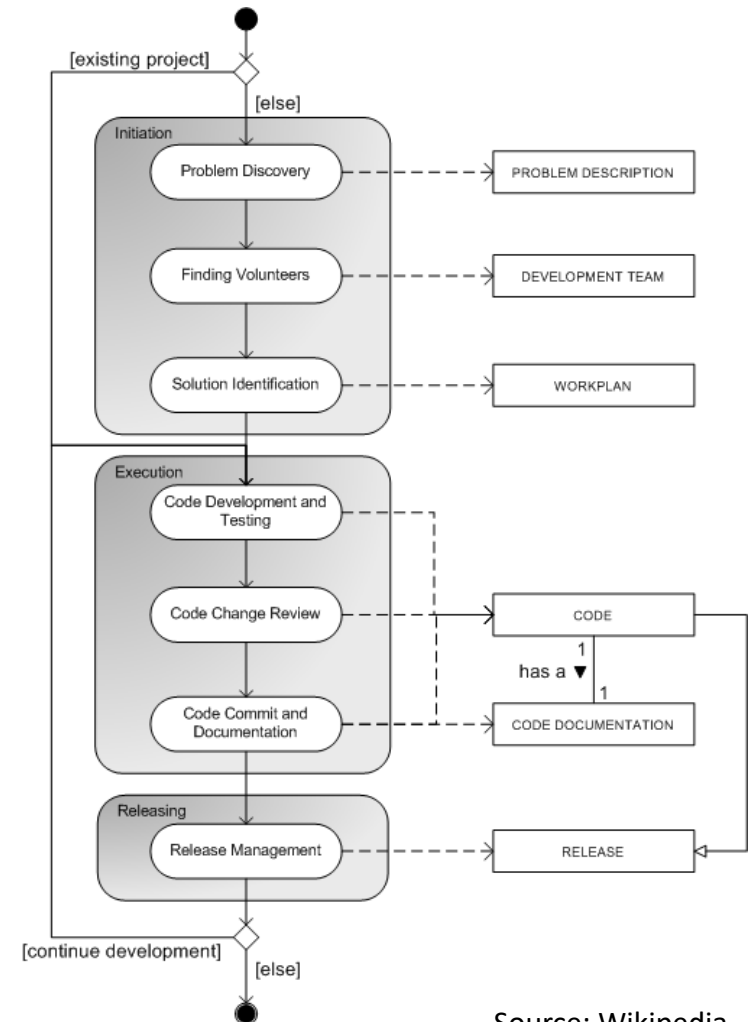 [existing project]
[else]
Initiation
Problem Discovery
PROBLEM DESCRIPTION
Finding Volunteers
DEVELOPMENT TEAM
Solution Identification
WORKPLAN
Execution
Code Development and
Testing
Code Change Review
CODE
1
has a ▼
1
Code Commit and
Documentation
CODE DOCUMENTATION
Releasing
Release Management
RELEASE
[continue development]
[else]
Source: Wikipedia